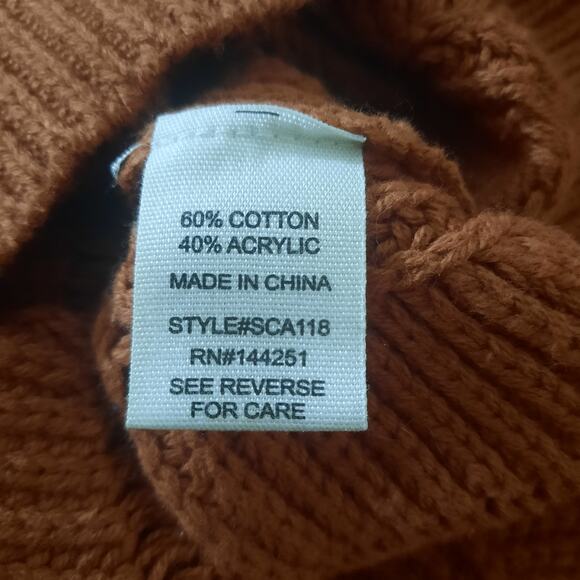 60% COTTON
40% ACRYLIC
MADE IN CHINA
STYLE#SCA118
RN#144251
SEE REVERSE
FOR CARE